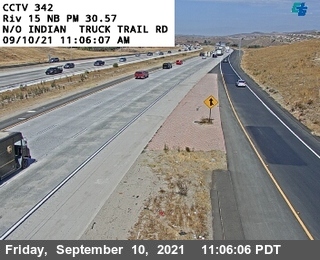 CCTV 342
Riv 15 NB PM 30.57
N/O INDIAN TRUCK TRAIL RD
09/10/21 11:06:07 AM
Friday, September 10, 2021 11:06:06 PDT